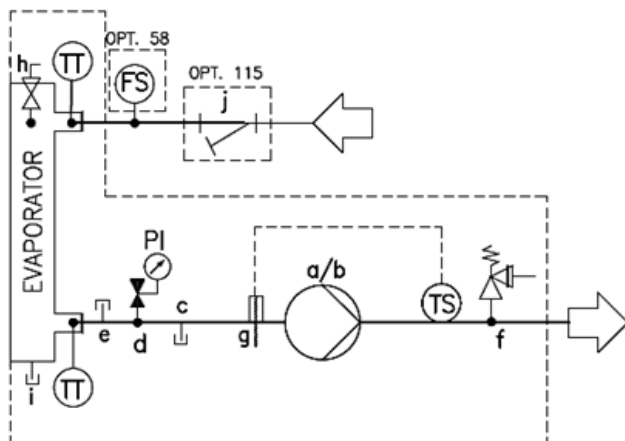 OPT. 58
h
TT
FS
OPT. 115
j
EVAPORATOR
PI
a/b
c
TS
e
d
g
f
i
TT